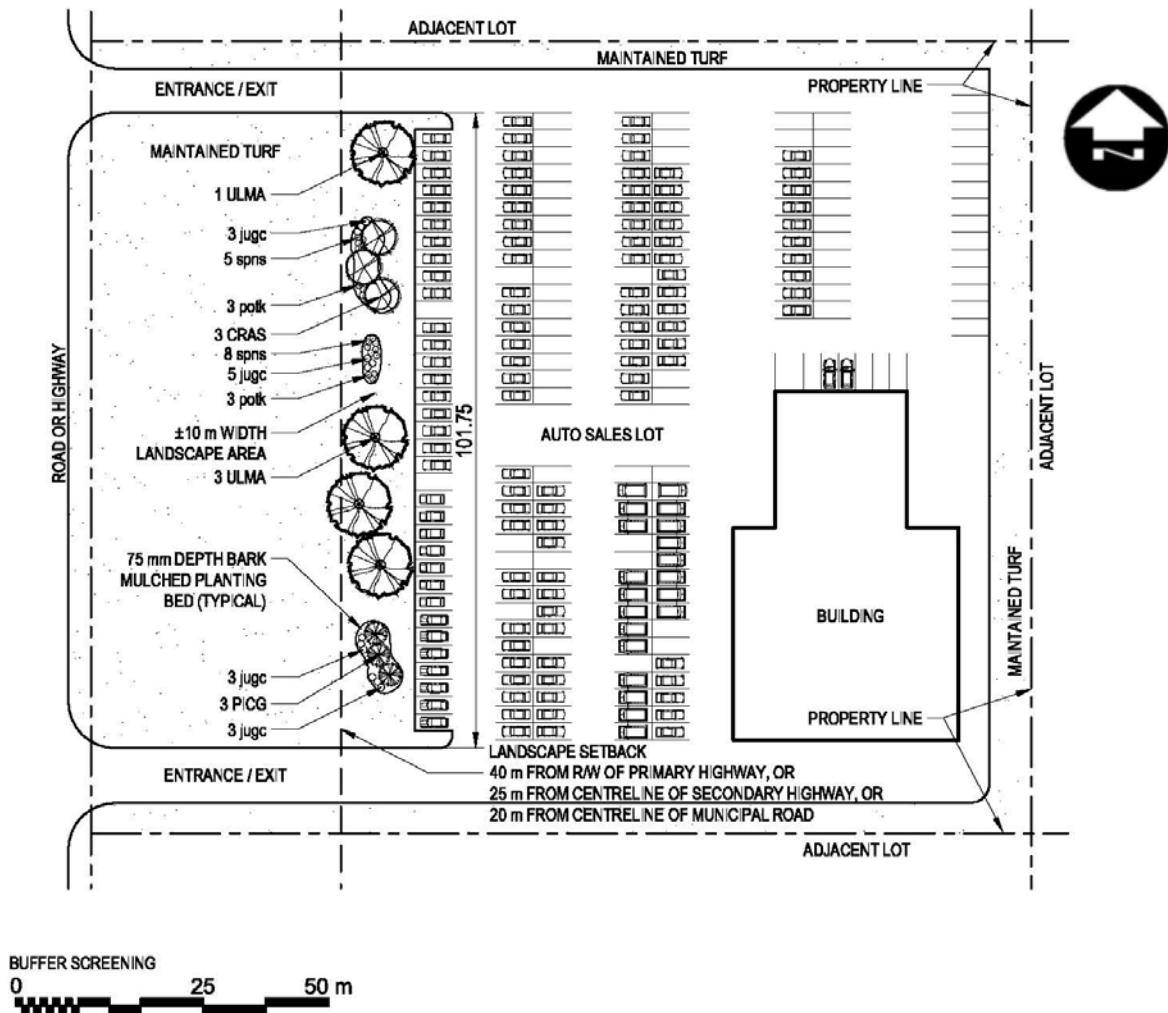 ADJACENT LOT
MAINTAINED TURF
ENTRANCE / EXIT
PROPERTY LINE
N
MAINTAINED TURF
1 ULMA
3 jugc
5 spns
3 potk
3 CRAS
8 spns
5 jugc
3 potk
±10 m WIDTH
LANDSCAPE AREA
3 ULMA
ROAD OR HIGHWAY
101.75
AUTO SALES LOT
ADJACENT LOT
75 mm DEPTH BARK
MULCHED PLANTING
BED (TYPICAL)
BUILDING
MAINTAINED TURF
3 jugc
3 PICG
3 jugc
PROPERTY LINE
ENTRANCE / EXIT
LANDSCAPE SETBACK
40 m FROM R/W OF PRIMARY HIGHWAY, OR
25 m FROM CENTRELINE OF SECONDARY HIGHWAY, OR
20 m FROM CENTRELINE OF MUNICIPAL ROAD
ADJACENT LOT
BUFFER SCREENING
0 25 50 m